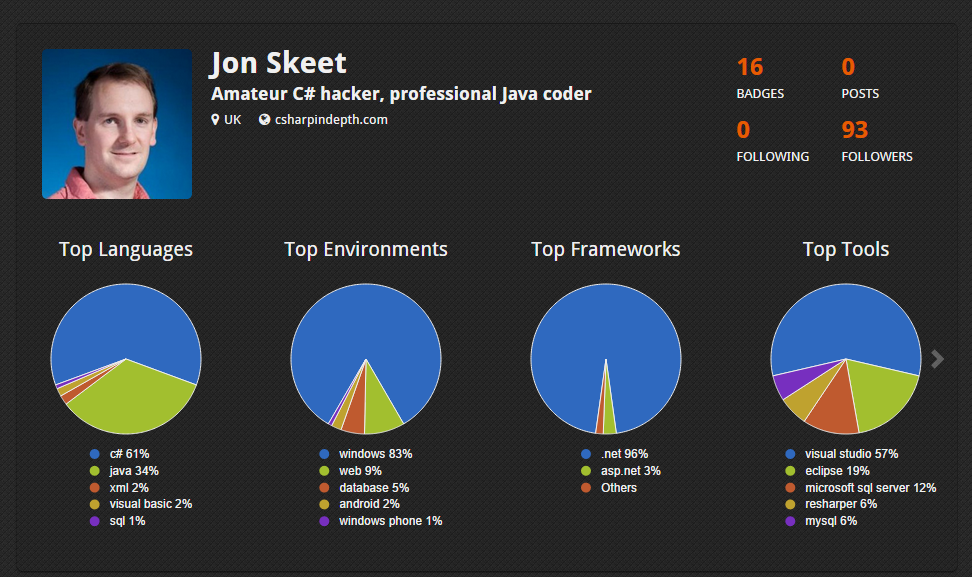 Jon Skeet
Amateur C# hacker, professional Java coder
UK csharpindepth.com
16 0
BADGES POSTS
0 93
FOLLOWING FOLLOWERS
Top Languages
c# 61%
java 34%
xml 2%
visual basic 2%
sql 1%
Top Environments
windows 83%
web 9%
database 5%
android 2%
windows phone 1%
Top Frameworks
.net 96%
asp.net 3%
Others
Top Tools
visual studio 57%
eclipse 19%
microsoft sql server 12%
resharper 6%
mysql 6%